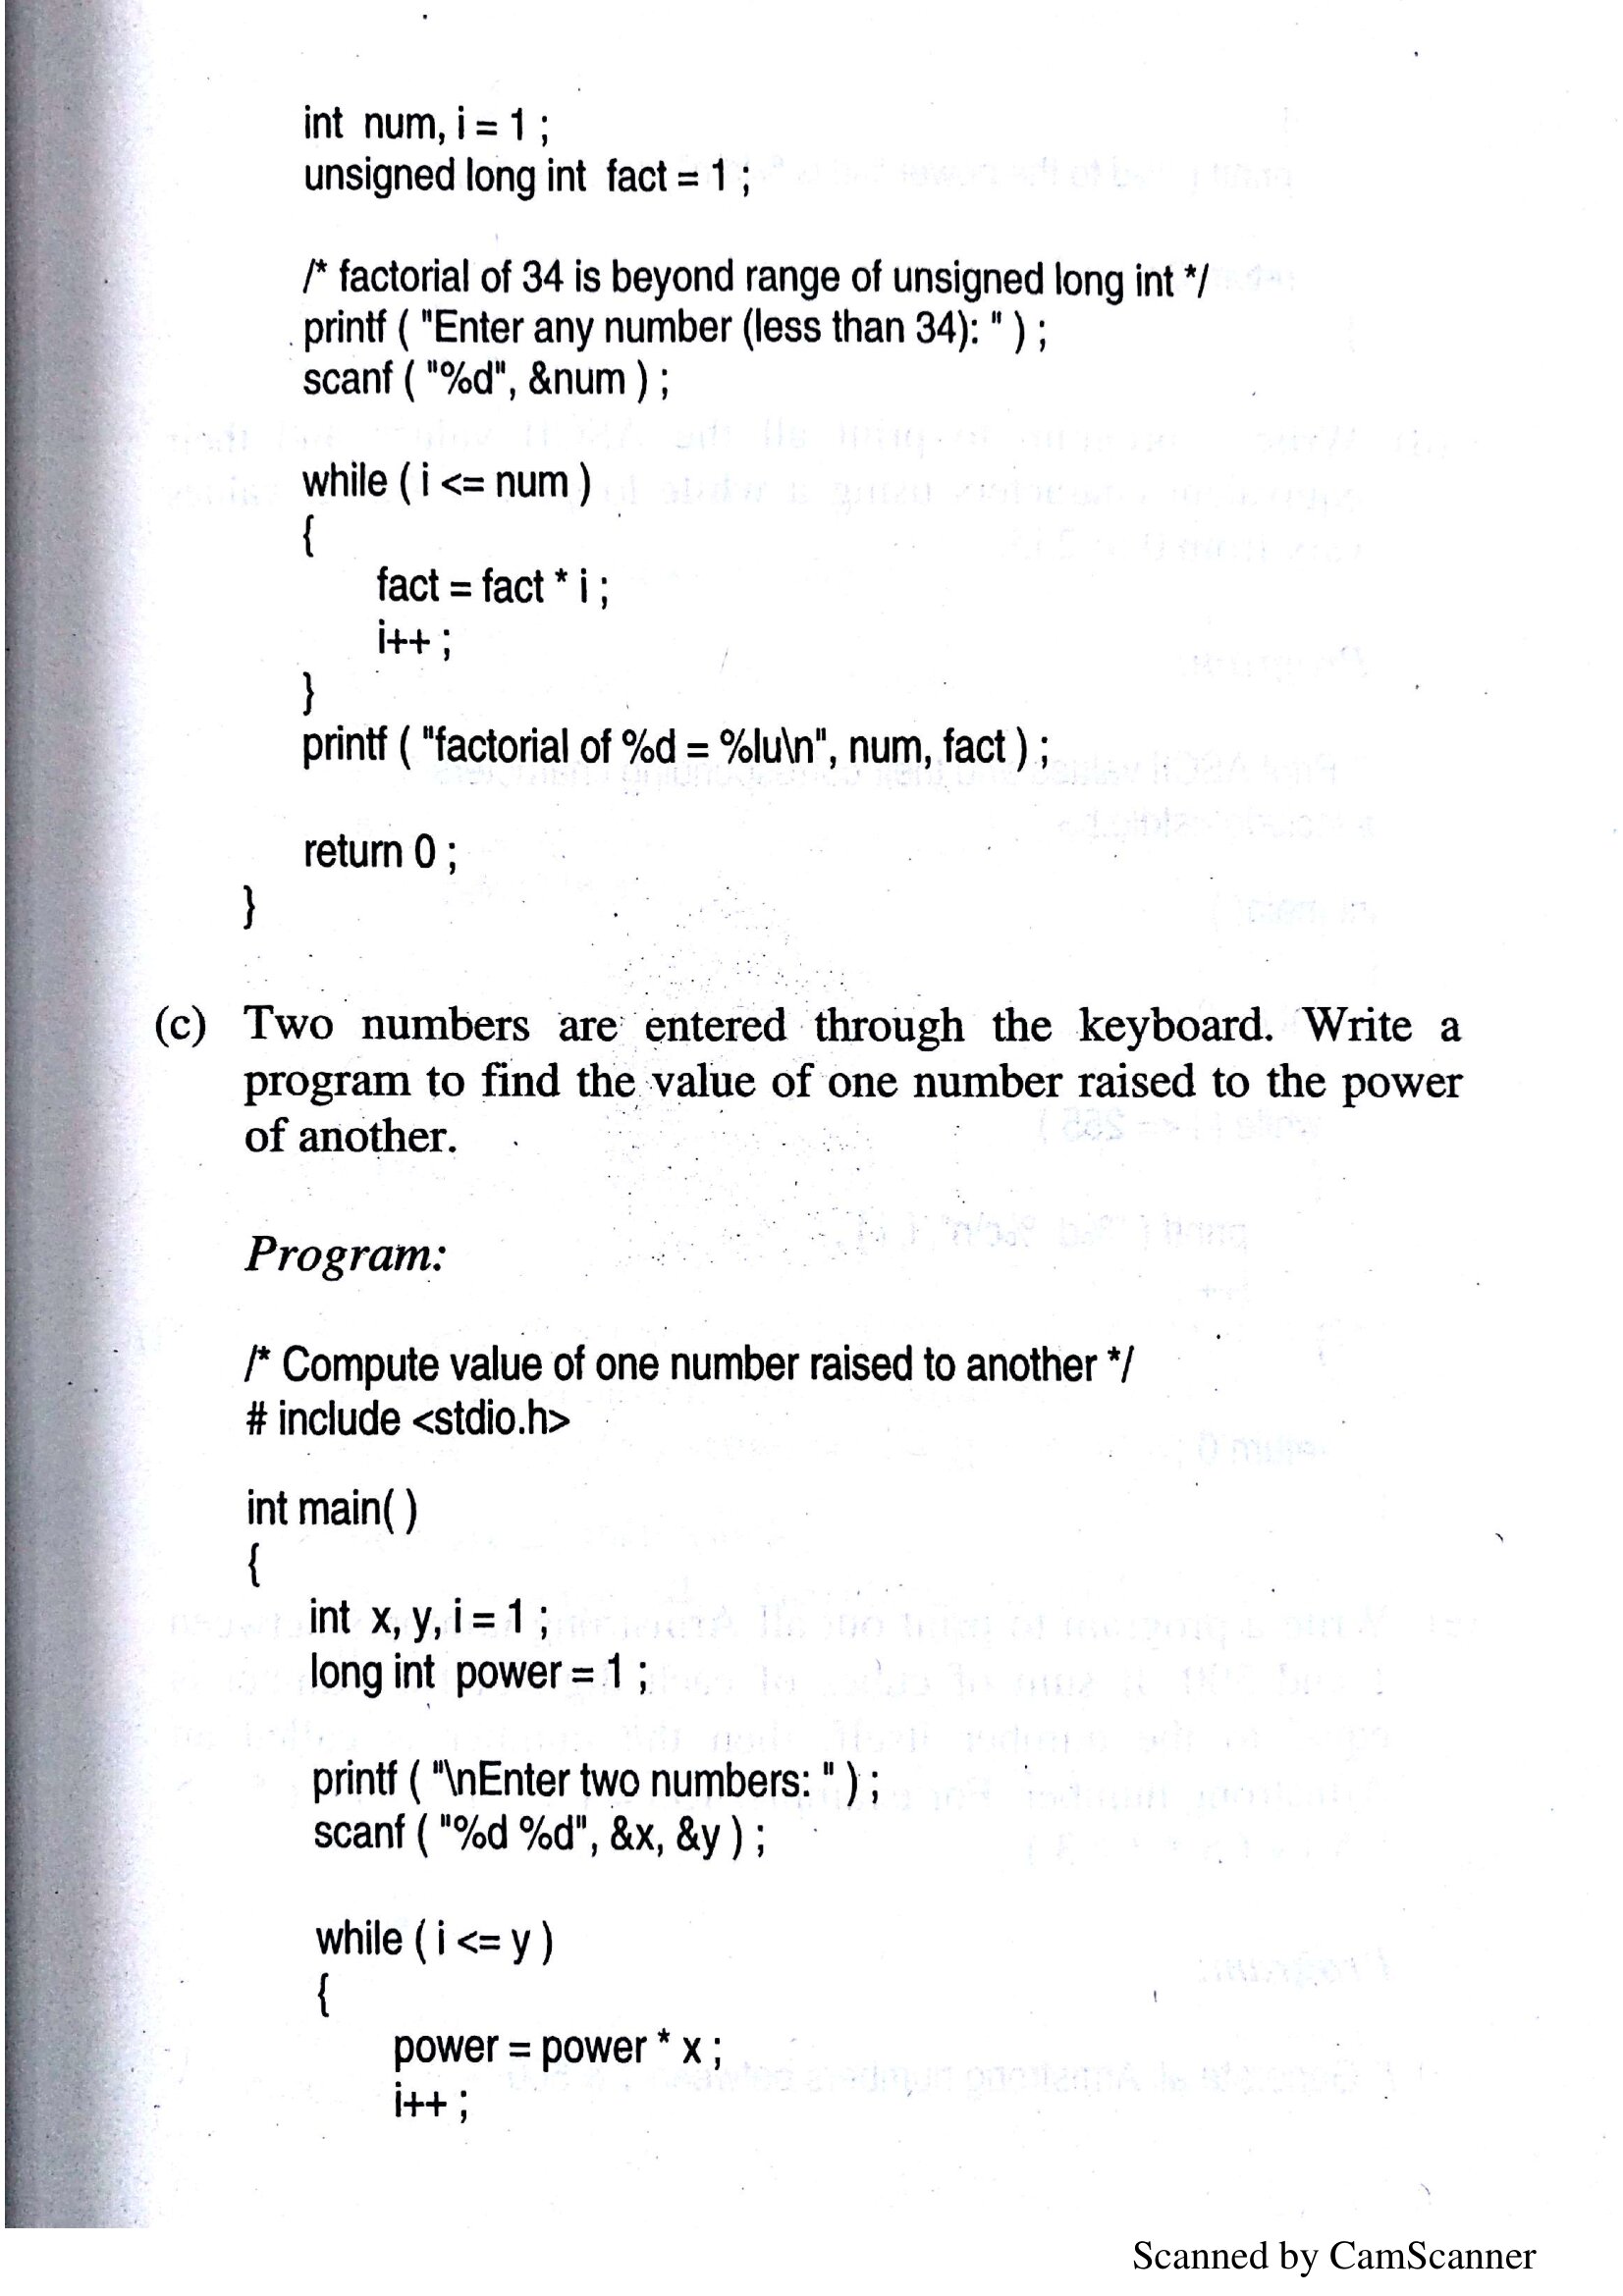 int num, i = 1 ;
unsigned long int fact = 1 ;
/* factorial of 34 is beyond range of unsigned long int */
printf ( "Enter any number (less than 34): " ) ;
scanf ( "%d", &num ) ;
while ( i <= num )
{
fact = fact * i ;
i++ ;
}
printf ( "factorial of %d = %lu\n", num, fact ) ;
return 0 ;
}
(c) Two numbers are entered through the keyboard. Write a
program to find the value of one number raised to the power
of another.
Program:
/* Compute value of one number raised to another */
# include <stdio.h>
int main( )
{
int x, y, i = 1 ;
long int power = 1 ;
printf ( "\nEnter two numbers: " ) ;
scanf ( "%d %d", &x, &y ) ;
while ( i <= y )
{
power = power * x ;
i++ ;
Scanned by CamScanner